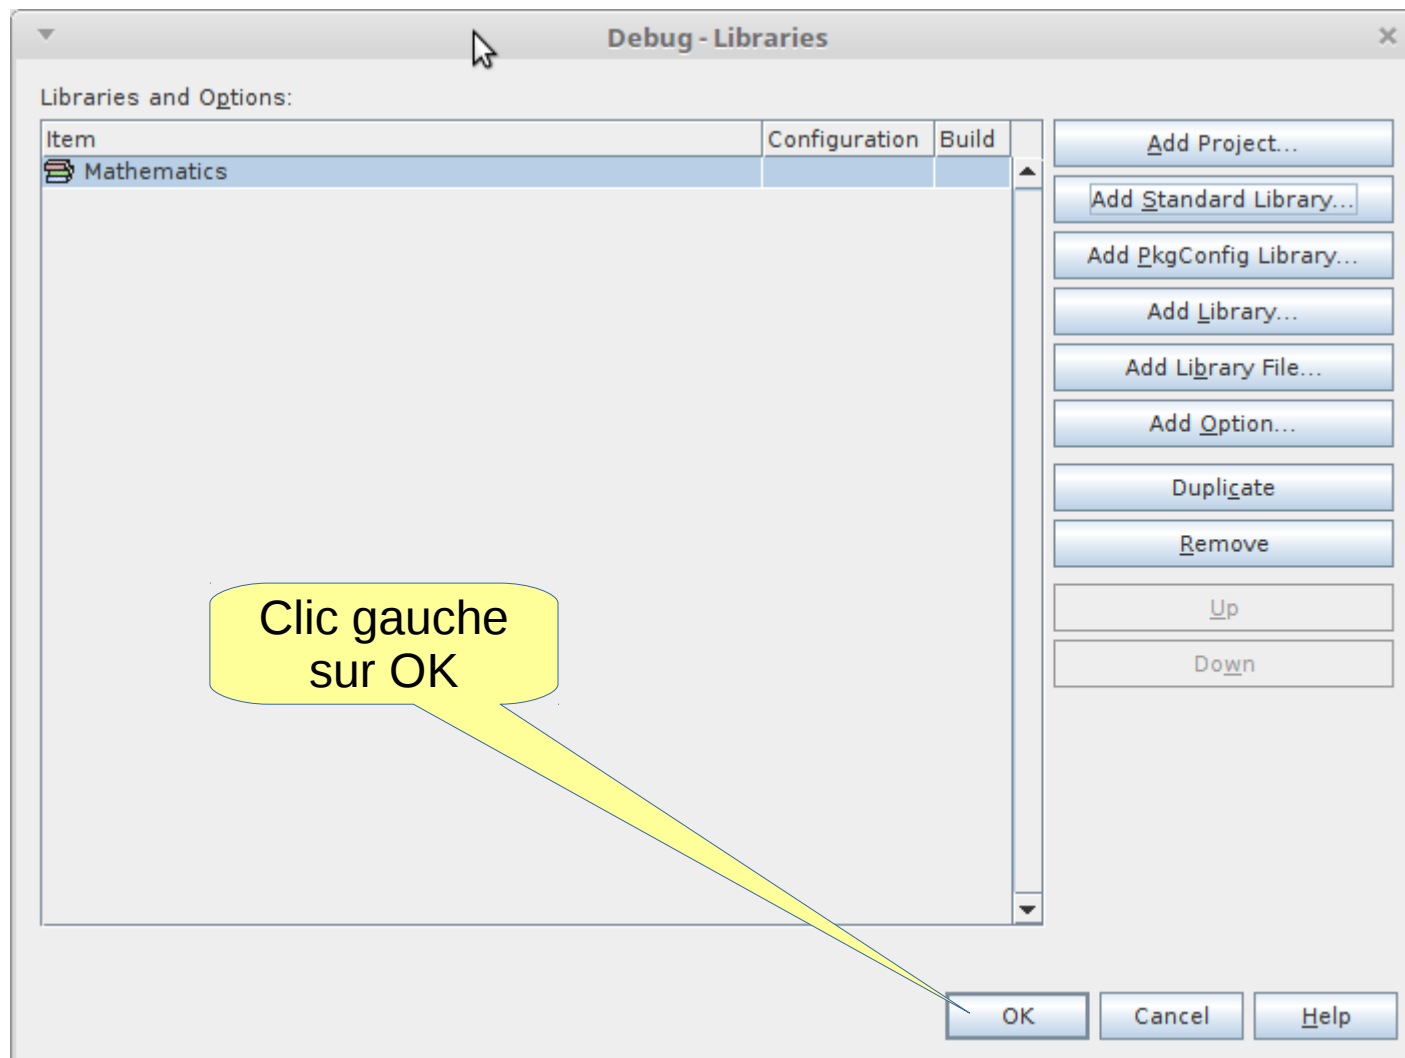 Debug - Libraries
Libraries and Options:
Item Configuration Build
Mathematics
Add Project...
Add Standard Library...
Add PkgConfig Library...
Add Library...
Add Library File...
Add Option...
Duplicate
Remove
Up
Down
Clic gauche
sur OK
OK Cancel Help